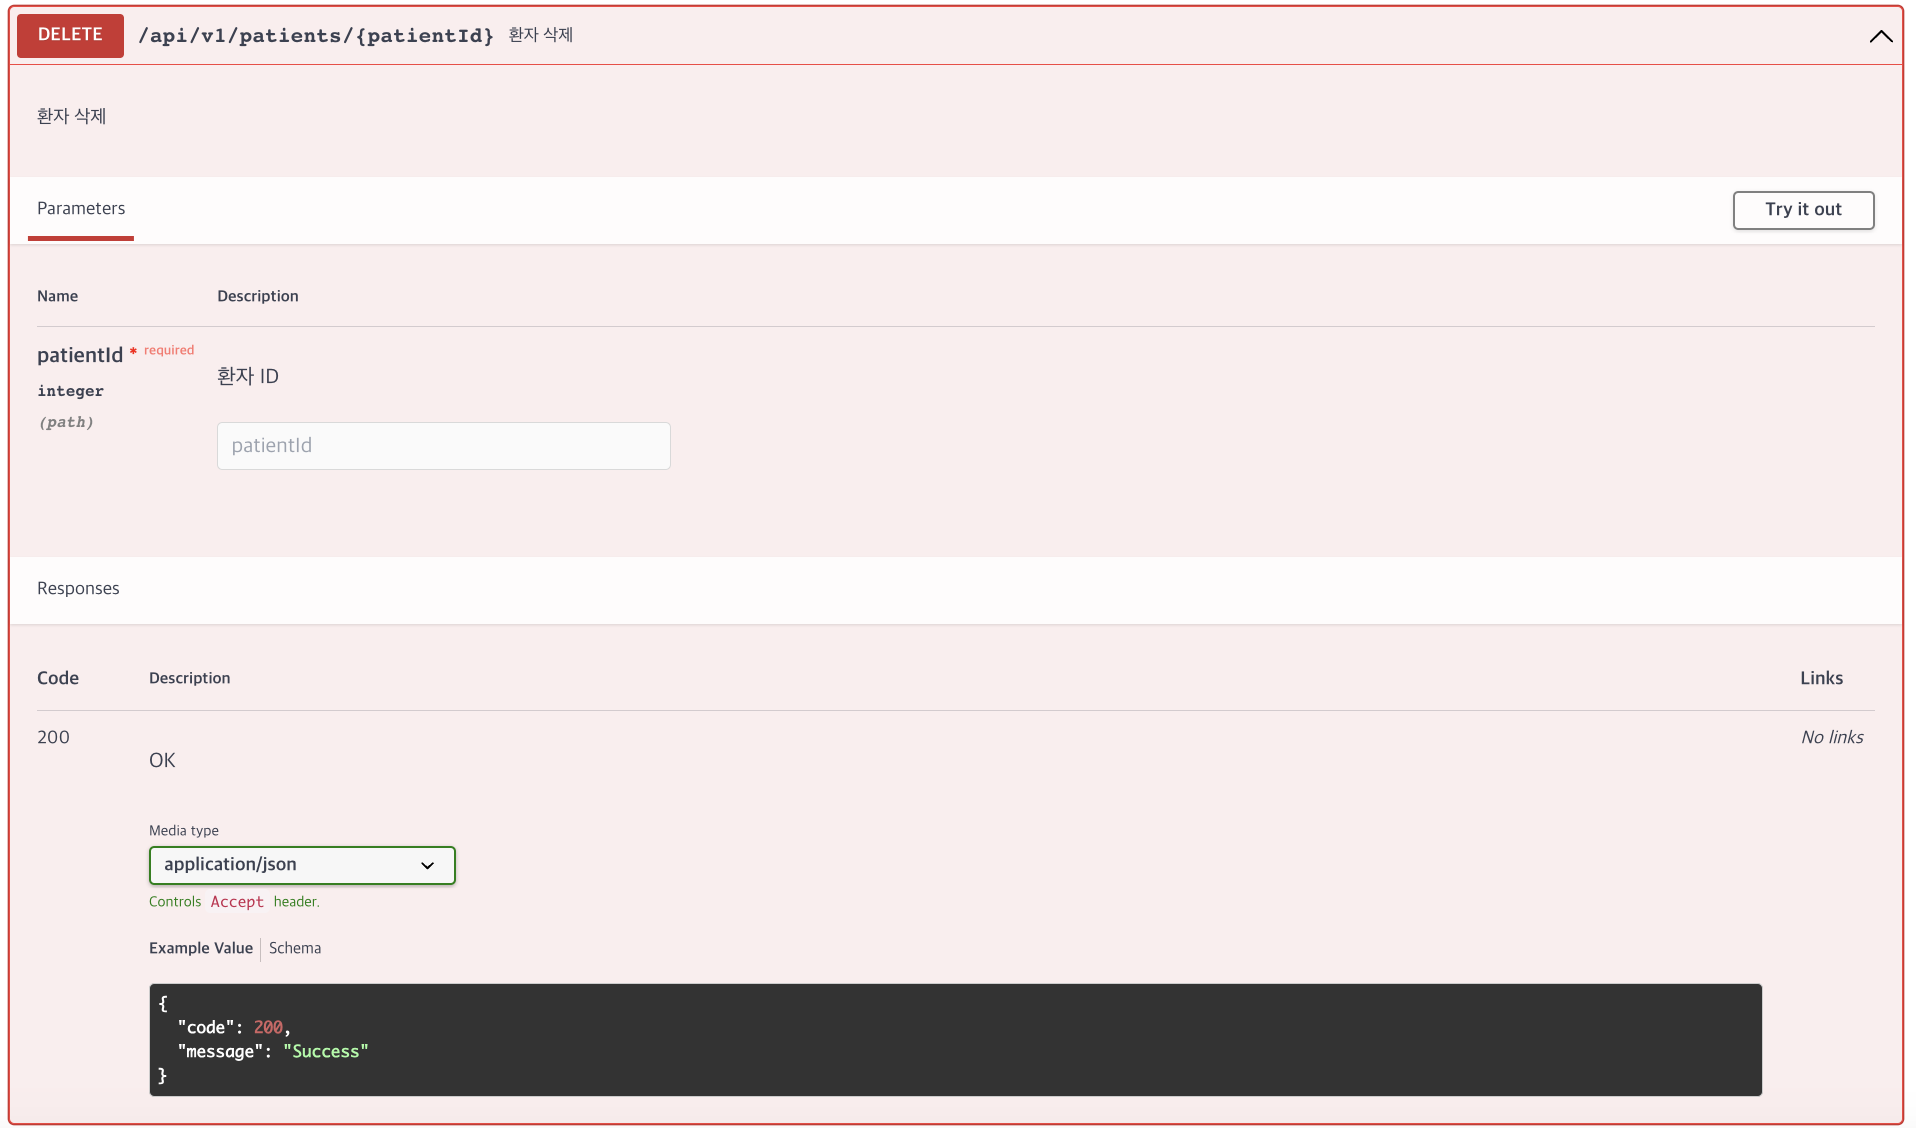 DELETE /api/v1/patients/{patientId} 환자 삭제
환자 삭제
Parameters
Try it out
Name Description
patientId * required
integer
(path)
환자 ID
patientId
Responses
Code Description Links
200
OK
No links
Media type
application/json
Controls Accept header.
Example Value Schema
{
  "code": 200,
  "message": "Success"
}